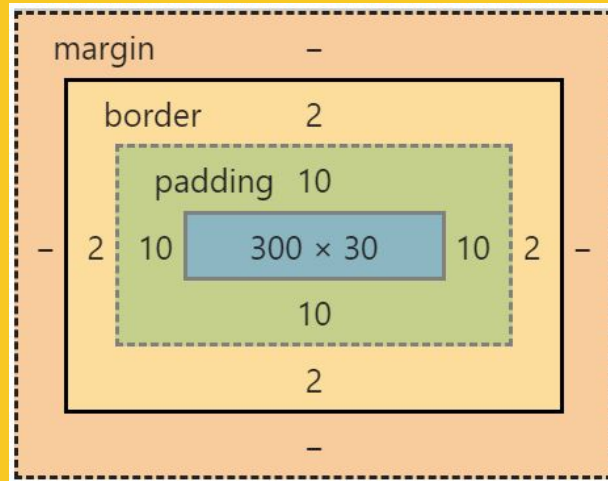 margin –
border 2
padding 10
– 2 10 300 × 30 10 2 –
10
2
–